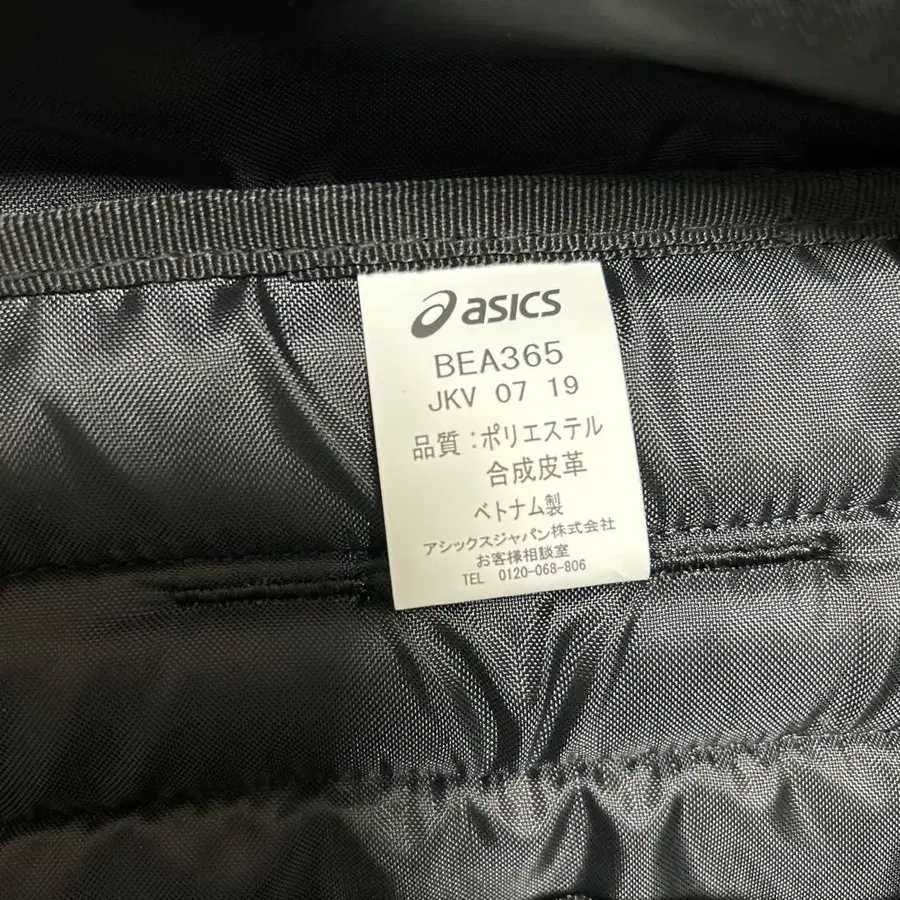 asics
BEA365
JKV 07 19
品質：ポリエステル
合成皮革
ベトナム製
アシックスジャパン株式会社
お客様相談室
TEL 0120-068-806